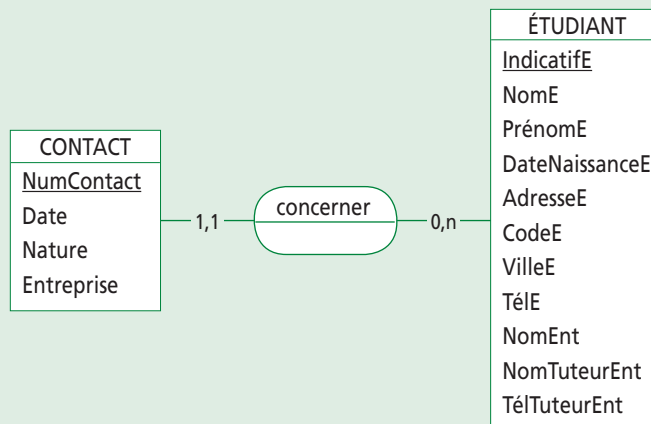 CONTACT
NumContact
Date
Nature
Entreprise
1,1
concerner
0,n
ÉTUDIANT
IndicatifE
NomE
PrénomE
DateNaissanceE
AdresseE
CodeE
VilleE
TélE
NomEnt
NomTuteurEnt
TélTuteurEnt